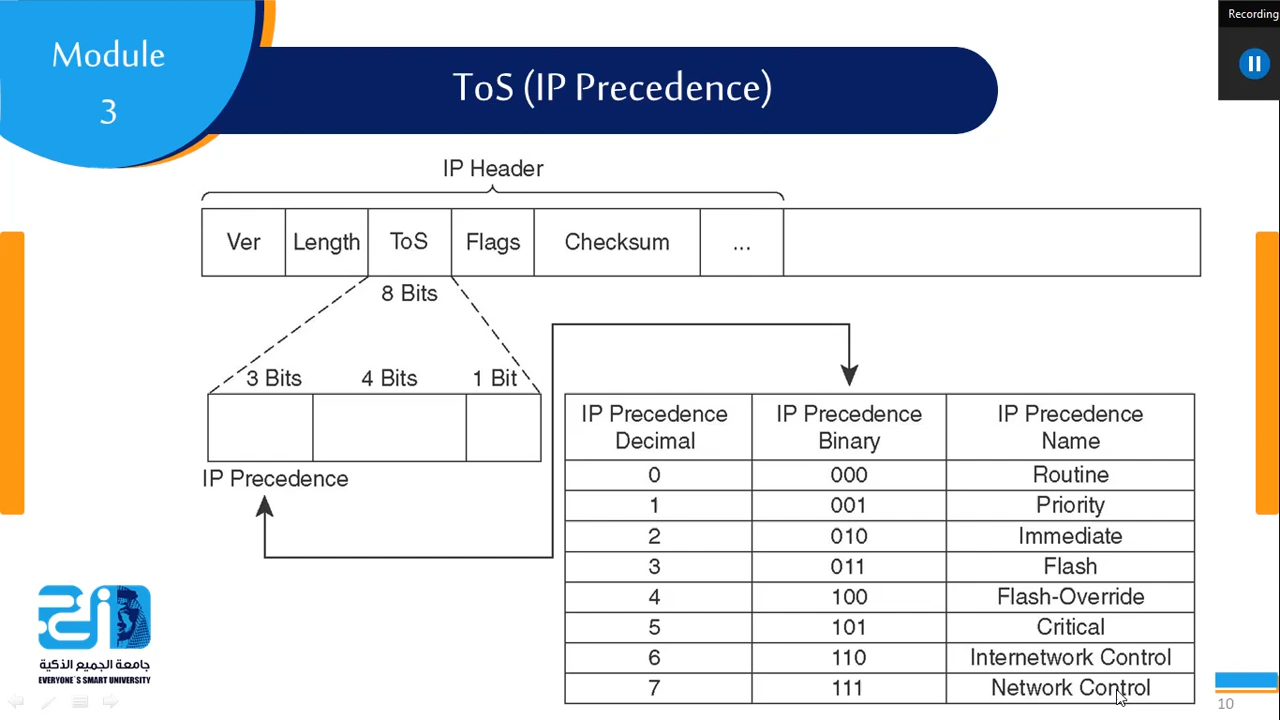 Recording
Module
3
ToS (IP Precedence)
IP Header
Ver Length ToS Flags Checksum ...
8 Bits
3 Bits 4 Bits 1 Bit
IP Precedence
IP Precedence Decimal IP Precedence Binary IP Precedence Name
0 000 Routine
1 001 Priority
2 010 Immediate
3 011 Flash
4 100 Flash-Override
5 101 Critical
6 110 Internetwork Control
7 111 Network Control
جامعة الجميع الذكية
EVERYONE`S SMART UNIVERSITY
10